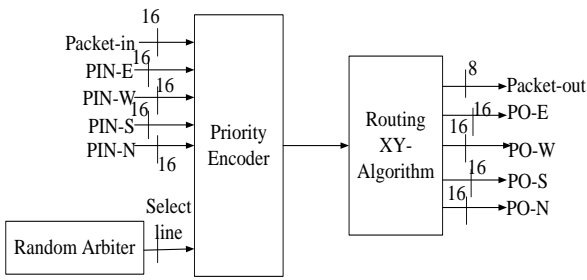 16
Packet-in
16
PIN-E
16
PIN-W
16
PIN-S
PIN-N
16
Select
line
Random Arbiter
Priority
Encoder
Routing
XY-
Algorithm
8
Packet-out
16
PO-E
16
PO-W
16
PO-S
16
PO-N